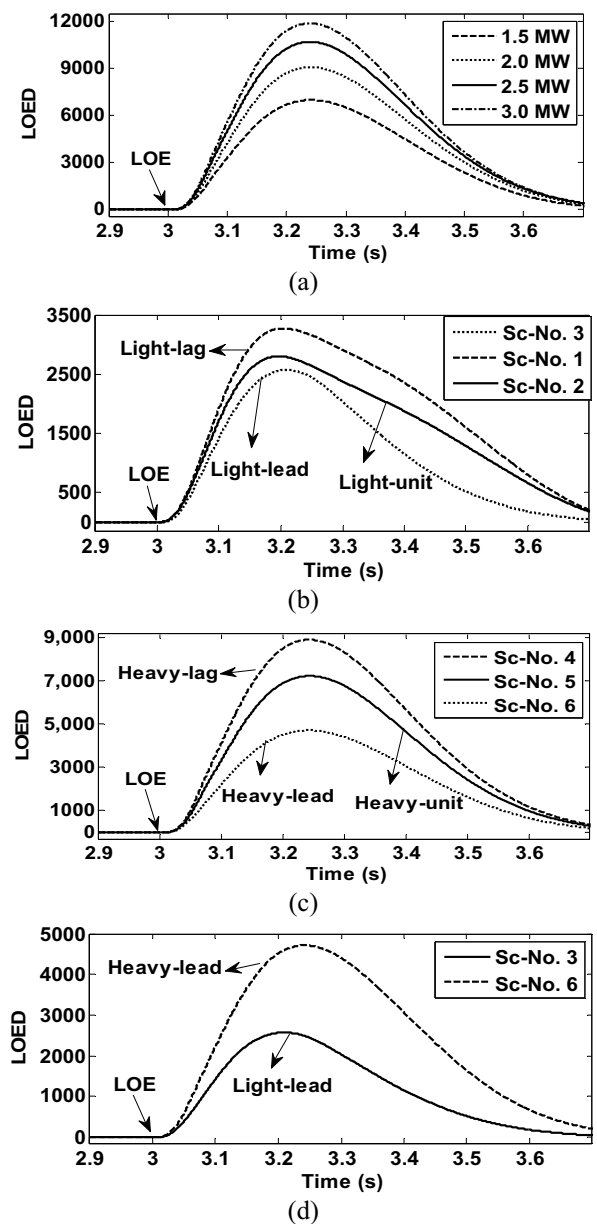 12000
9000
6000
3000
0
LOED
LOE
1.5 MW
2.0 MW
2.5 MW
3.0 MW
2.9 3 3.1 3.2 3.3 3.4 3.5 3.6
Time (s)
(a)
3500
2500
1500
500
0
LOED
Light-lag
LOE
Light-lead
Light-unit
Sc-No. 3
Sc-No. 1
Sc-No. 2
2.9 3 3.1 3.2 3.3 3.4 3.5 3.6
Time (s)
(b)
9,000
7,000
5,000
3000
1000
0
LOED
Heavy-lag
LOE
Heavy-lead
Heavy-unit
Sc-No. 4
Sc-No. 5
Sc-No. 6
2.9 3 3.1 3.2 3.3 3.4 3.5 3.6
Time (s)
(c)
5000
4000
3000
2000
1000
0
LOED
Heavy-lead
LOE
Light-lead
Sc-No. 3
Sc-No. 6
2.9 3 3.1 3.2 3.3 3.4 3.5 3.6
Time (s)
(d)